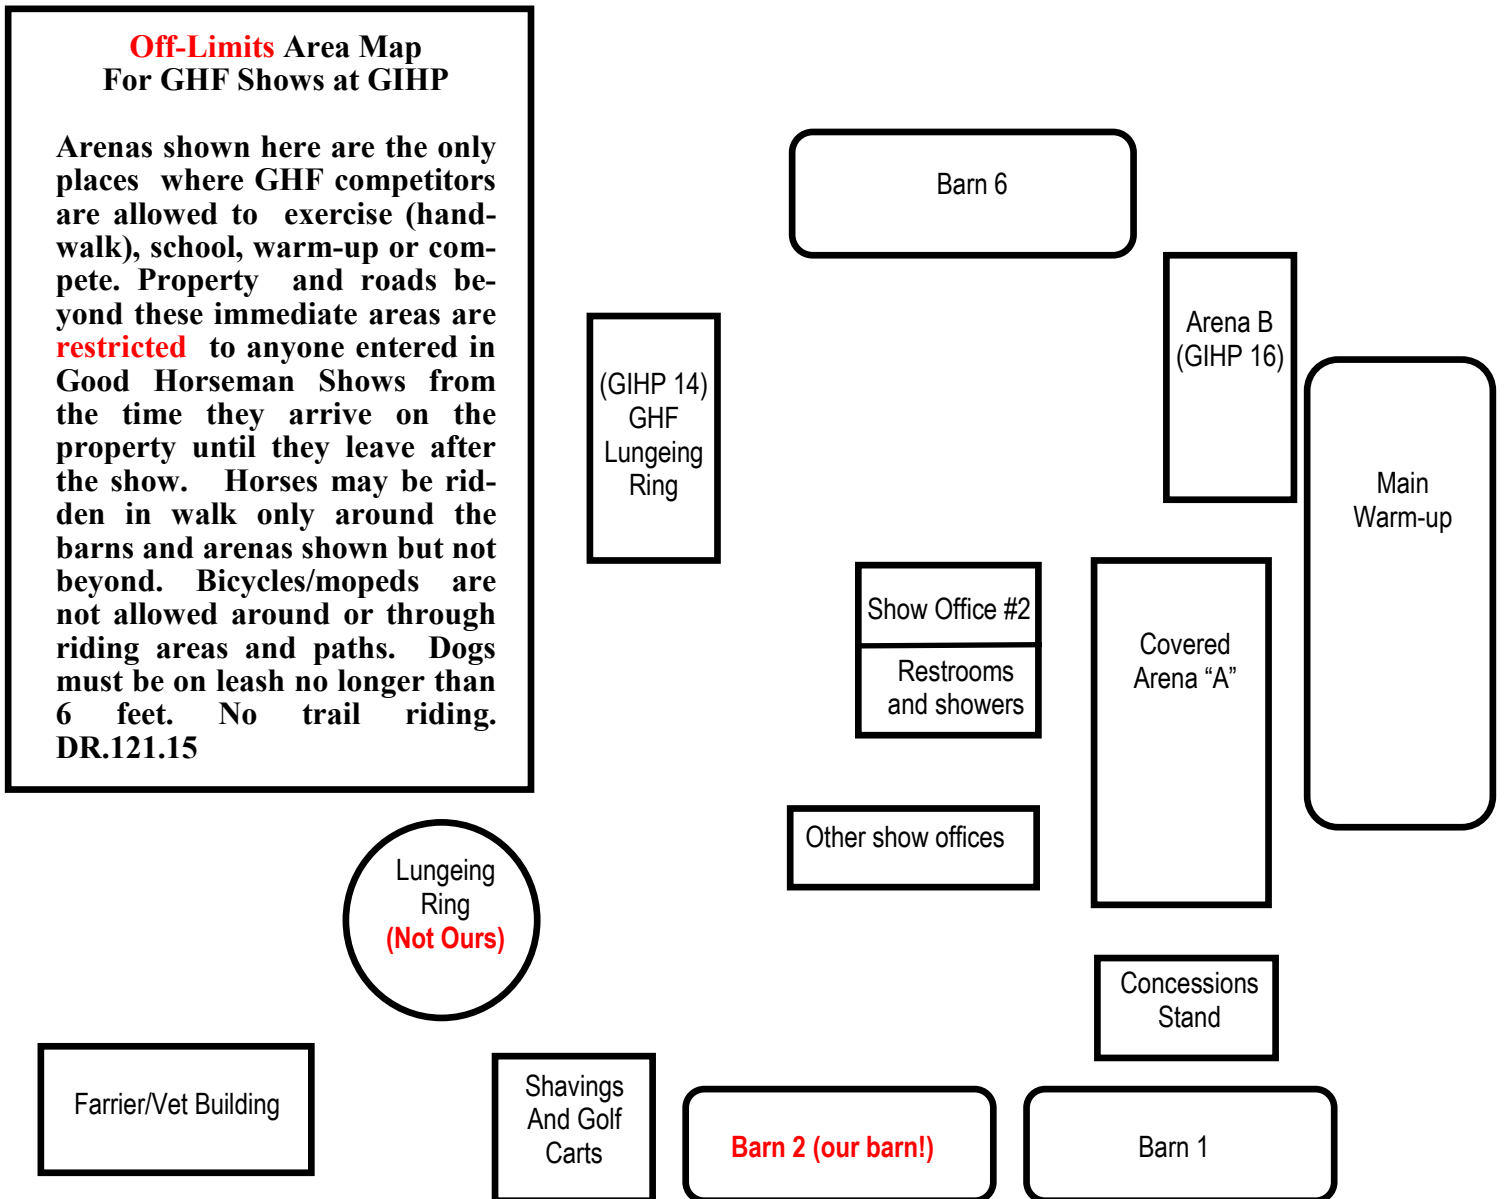 Off-Limits Area Map
For GHF Shows at GIHP
Arenas shown here are the only
places where GHF competitors
are allowed to exercise (hand-
walk), school, warm-up or com-
pete. Property and roads be-
yond these immediate areas are
restricted to anyone entered in
Good Horseman Shows from
the time they arrive on the
property until they leave after
the show. Horses may be rid-
den in walk only around the
barns and arenas shown but not
beyond. Bicycles/mopeds are
not allowed around or through
riding areas and paths. Dogs
must be on leash no longer than
6 feet. No trail riding.
DR.121.15
Barn 6
Arena B
(GIHP 16)
(GIHP 14)
GHF
Lungeing
Ring
Main
Warm-up
Show Office #2
Restrooms
and showers
Covered
Arena “A”
Other show offices
Lungeing
Ring
(Not Ours)
Concessions
Stand
Farrier/Vet Building
Shavings
And Golf
Carts
Barn 2 (our barn!)
Barn 1